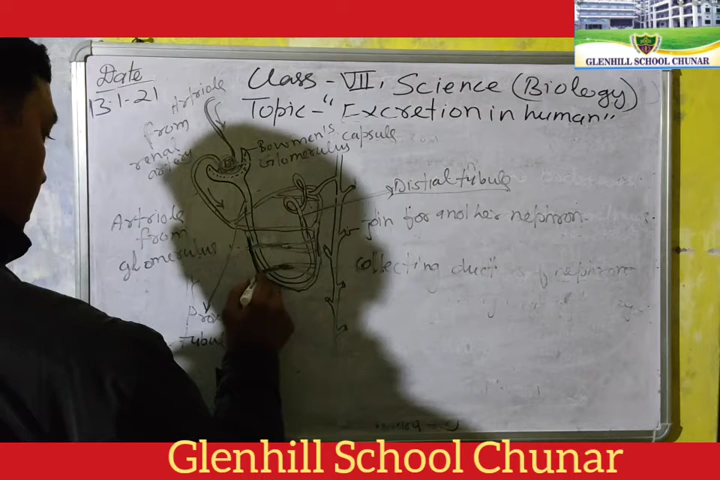 GLENHILL SCHOOL CHUNAR
Date
13-1-21
Class - VII, Science (Biology)
Topic - "Excretion in human"
Artriole
from
renal
artery
Bowmen's capsule
Glomerulus
Distial tubule
Artriole
from
glomerulus
join for another nephron
collecting duct
nephron
Glenhill School Chunar